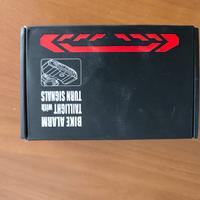 BIKE ALARM
TAILLIGHT with
TURN SIGNALS